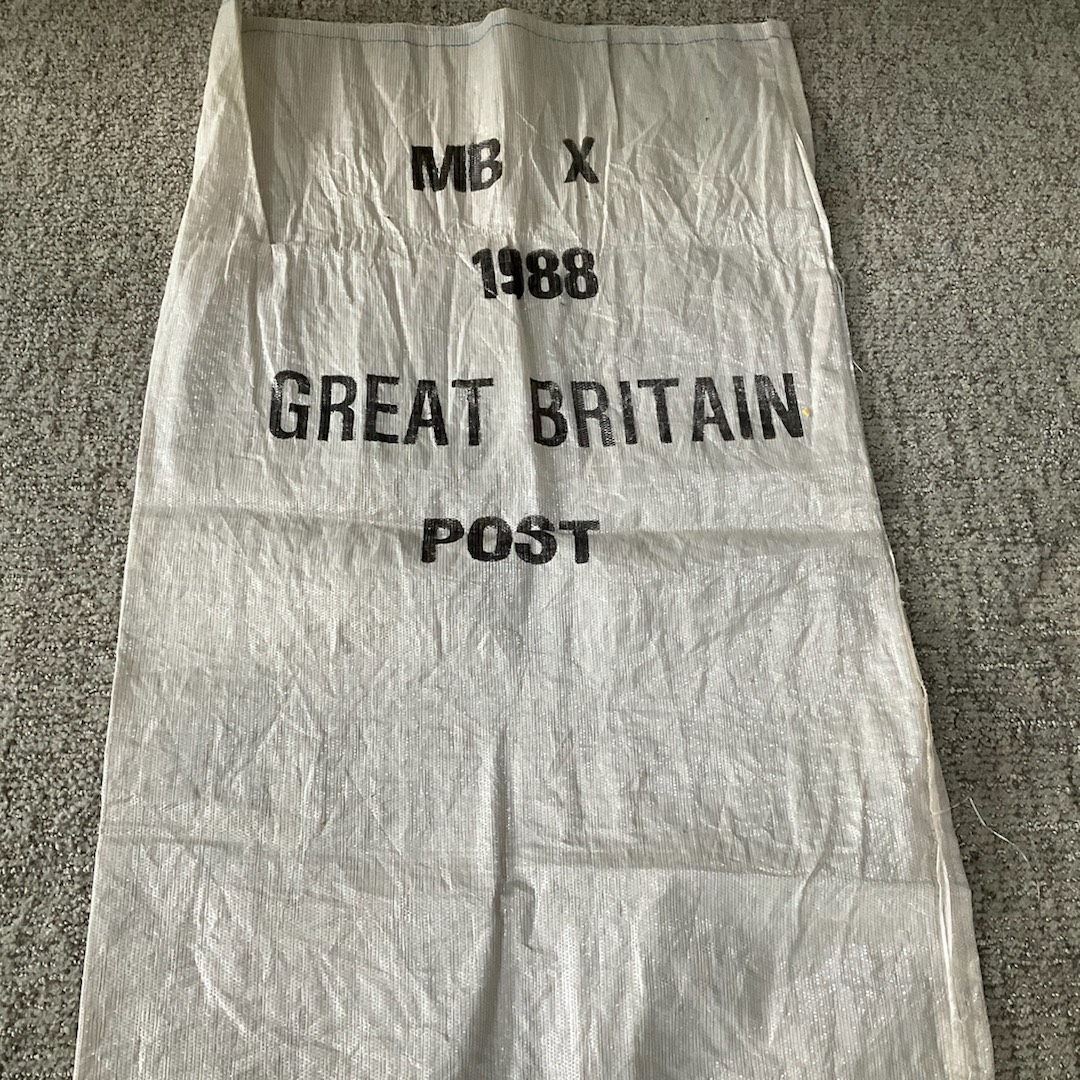 MB X
1988
GREAT BRITAIN
POST